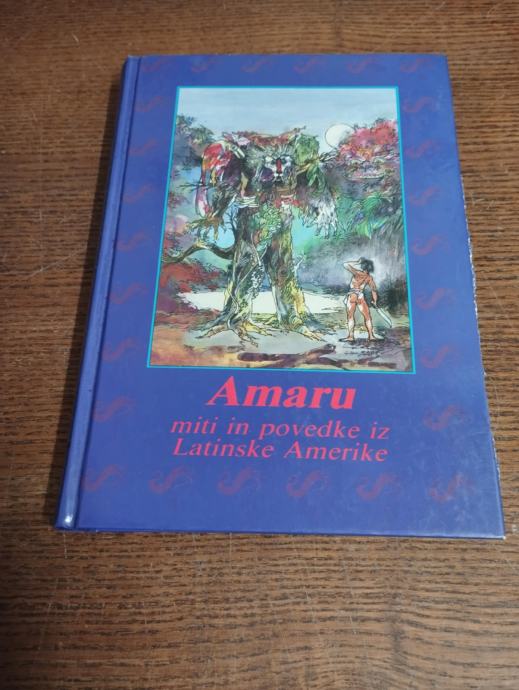 Amaru
miti in povedke iz
Latinske Amerike